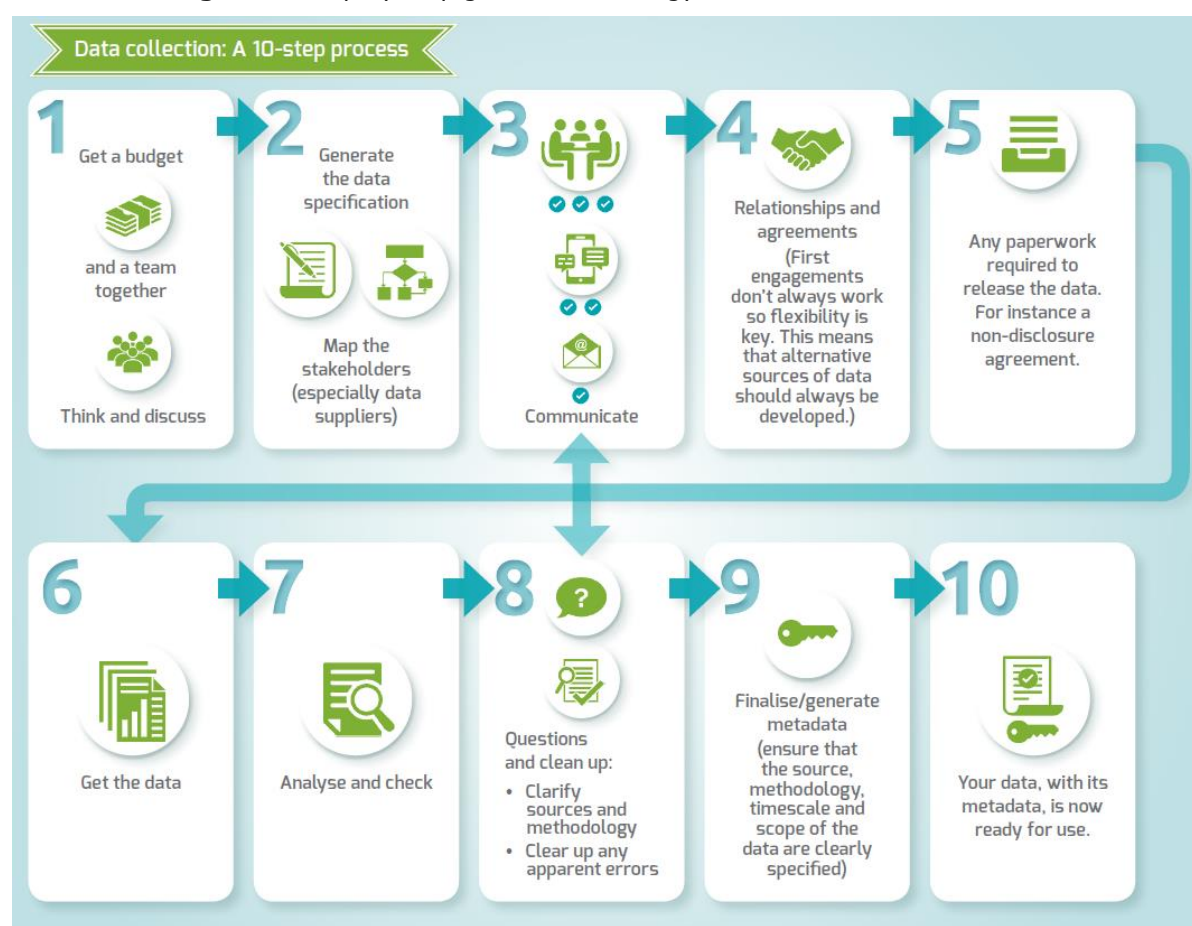 Data collection: A 10-step process
1
Get a budget
and a team
together
Think and discuss
2
Generate
the data
specification
Map the
stakeholders
(especially data
suppliers)
3
@
Communicate
4
Relationships and
agreements
(First
engagements
don't always work
so flexibility is
key. This means
that alternative
sources of data
should always be
developed.)
5
Any paperwork
required to
release the data.
For instance a
non-disclosure
agreement.
6
Get the data
7
Analyse and check
8
?
Questions
and clean up:
• Clarify
sources and
methodology
• Clear up any
apparent errors
9
Finalise/generate
metadata
(ensure that
the source,
methodology,
timescale and
scope of the
data are clearly
specified)
10
Your data, with its
metadata, is now
ready for use.